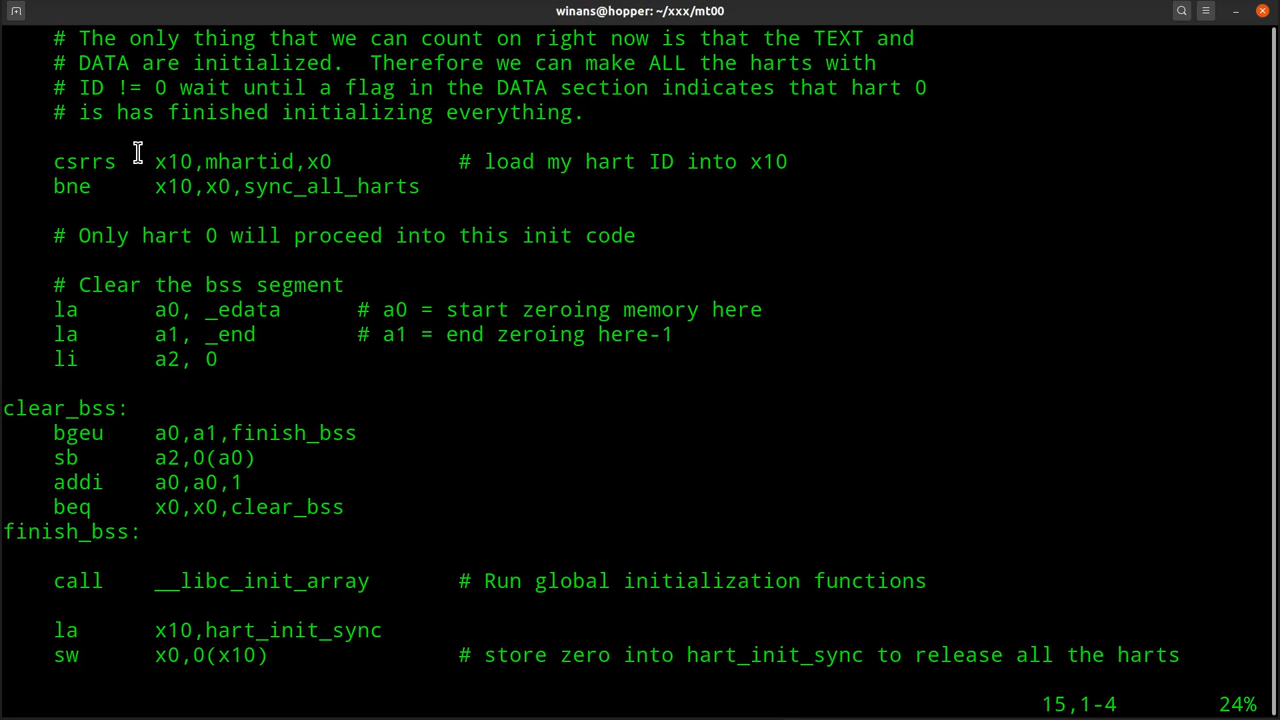 winans@hopper: ~/xxx/mt00
# The only thing that we can count on right now is that the TEXT and
# DATA are initialized.  Therefore we can make ALL the harts with
# ID != 0 wait until a flag in the DATA section indicates that hart 0
# is has finished initializing everything.
csrrs   x10,mhartid,x0          # load my hart ID into x10
bne     x10,x0,sync_all_harts
# Only hart 0 will proceed into this init code
# Clear the bss segment
la      a0, _edata      # a0 = start zeroing memory here
la      a1, _end        # a1 = end zeroing here-1
li      a2, 0
clear_bss:
bgeu    a0,a1,finish_bss
sb      a2,0(a0)
addi    a0,a0,1
beq     x0,x0,clear_bss
finish_bss:
call    __libc_init_array       # Run global initialization functions
la      x10,hart_init_sync
sw      x0,0(x10)               # store zero into hart_init_sync to release all the harts
15,1-4        24%